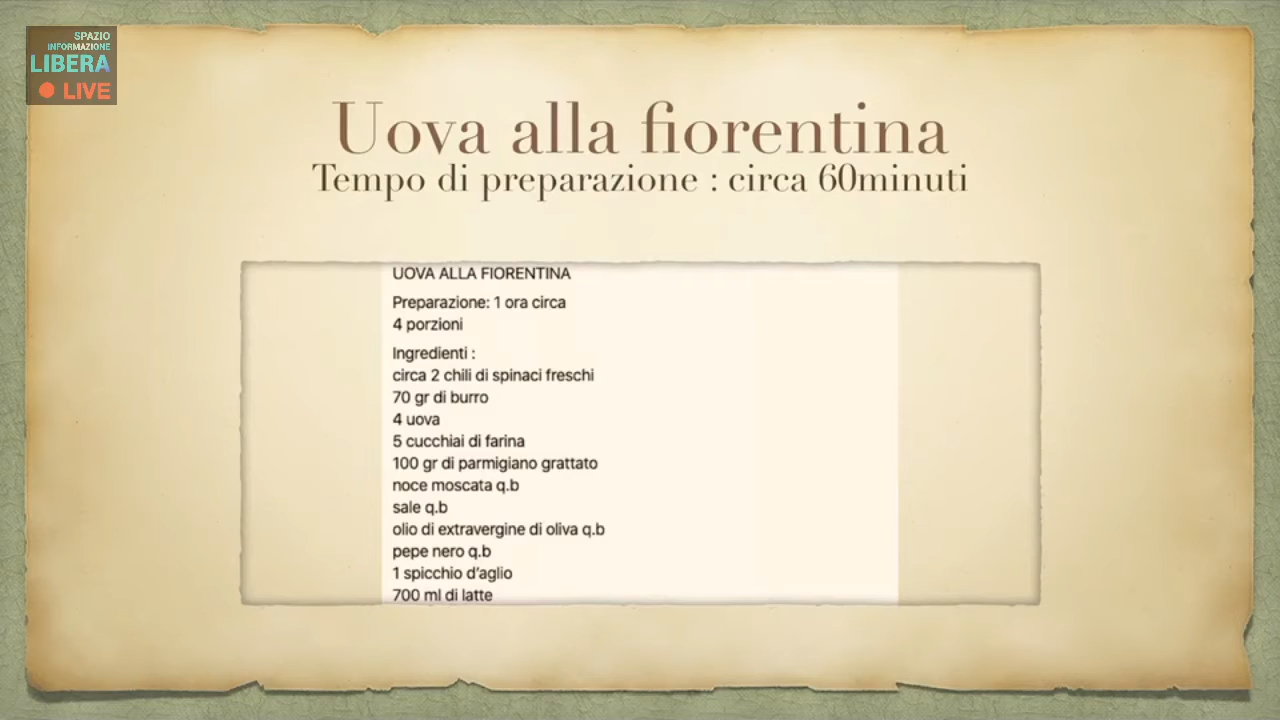 SPAZIO
INFORMAZIONE
LIBERA
LIVE
Uova alla fiorentina
Tempo di preparazione : circa 60minuti
UOVA ALLA FIORENTINA
Preparazione: 1 ora circa
4 porzioni
Ingredienti :
circa 2 chili di spinaci freschi
70 gr di burro
4 uova
5 cucchiai di farina
100 gr di parmigiano grattato
noce moscata q.b
sale q.b
olio di extravergine di oliva q.b
pepe nero q.b
1 spicchio d'aglio
700 ml di latte